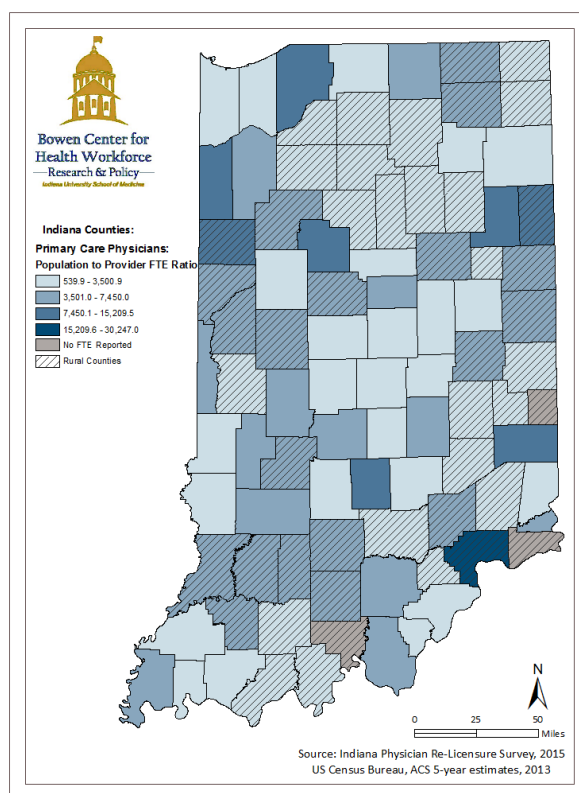 Bowen Center for
Health Workforce
Research & Policy
Indiana University School of Medicine
Indiana Counties:
Primary Care Physicians:
Population to Provider FTE Ratio
539.9 - 3,500.9
3,501.0 - 7,450.0
7,450.1 - 15,209.5
15,209.6 - 30,247.0
No FTE Reported
Rural Counties
N
0 25 50
Miles
Source: Indiana Physician Re-Licensure Survey, 2015
US Census Bureau, ACS 5-year estimates, 2013